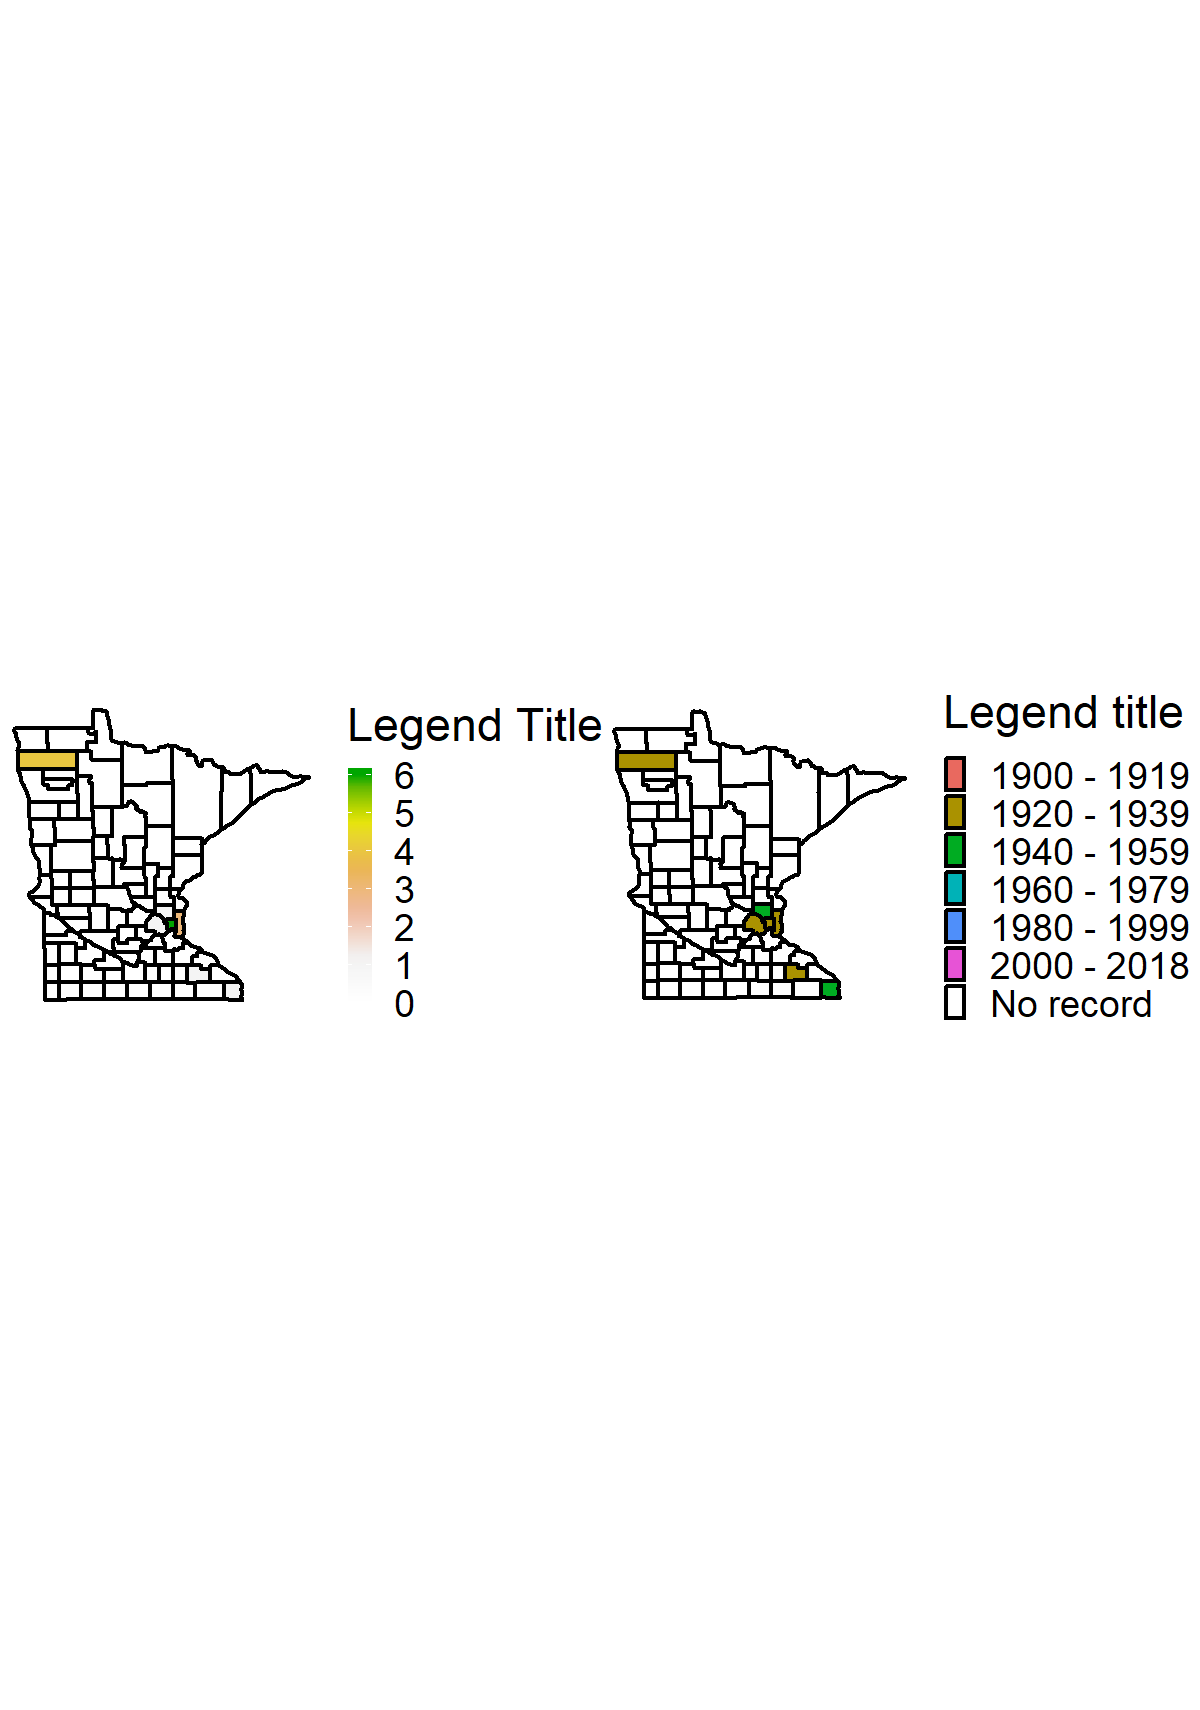 Legend Title
6
5
4
3
2
1
0
Legend title
1900 - 1919
1920 - 1939
1940 - 1959
1960 - 1979
1980 - 1999
2000 - 2018
No record